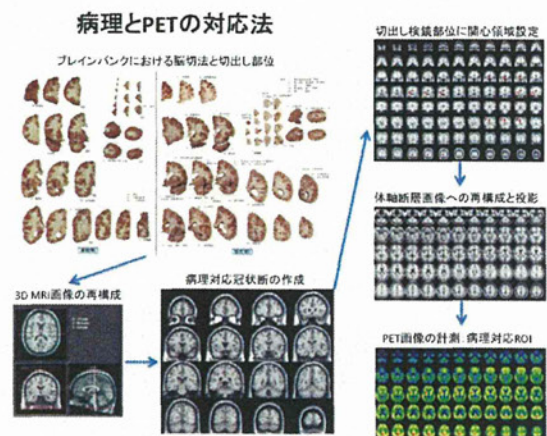 病理とPETの対応法
ブレインバンクにおける脳切法と切出し部位
3D MRI画像の再構成
病理対応冠状断の作成
切出し検鏡部位に関心領域設定
体軸断層画像への再構成と投影
PET画像の計測:病理対応ROI